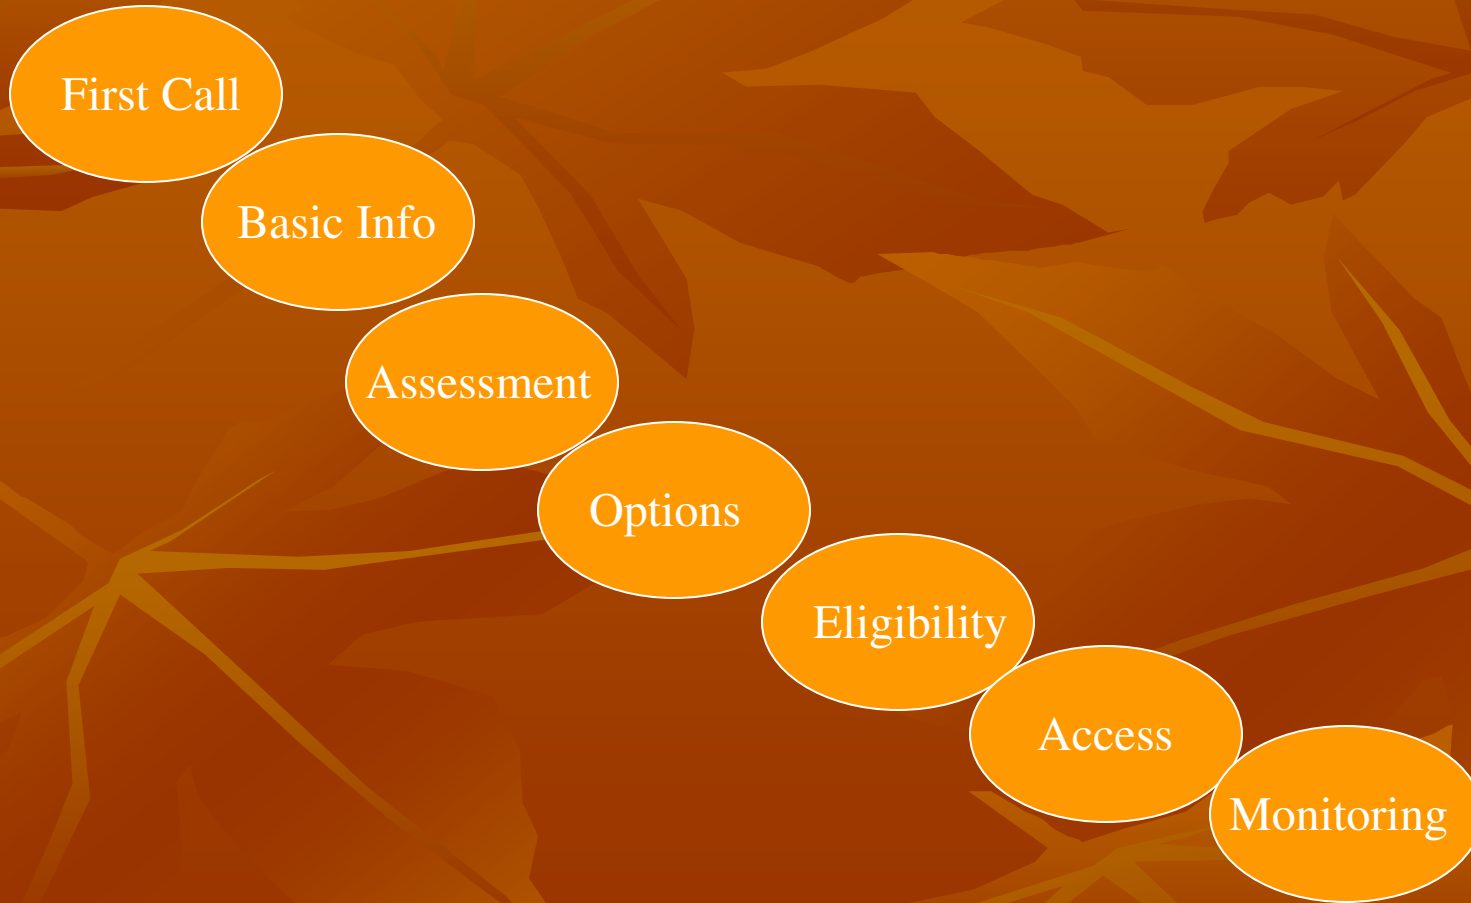 First Call
Basic Info
Assessment
Options
Eligibility
Access
Monitoring